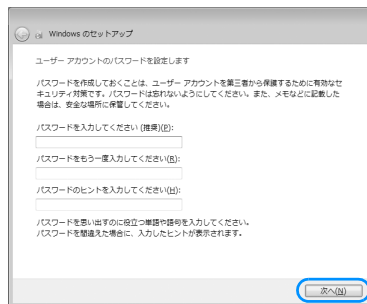 Windows のセットアップ
ユーザー アカウントのパスワードを設定します
パスワードを作成しておくことは、ユーザー アカウントを第三者から保護するために有効なセ
キュリティ対策です。パスワードは忘れないようにしてください。また、メモなどに記載した
場合は、安全な場所に保管してください。
パスワードを入力してください (推奨)(P):
パスワードをもう一度入力してください(R):
パスワードのヒントを入力してください(H):
パスワードを思い出すのに役立つ単語や語句を入力してください。
パスワードを間違えた場合に、入力したヒントが表示されます。
次へ(N)